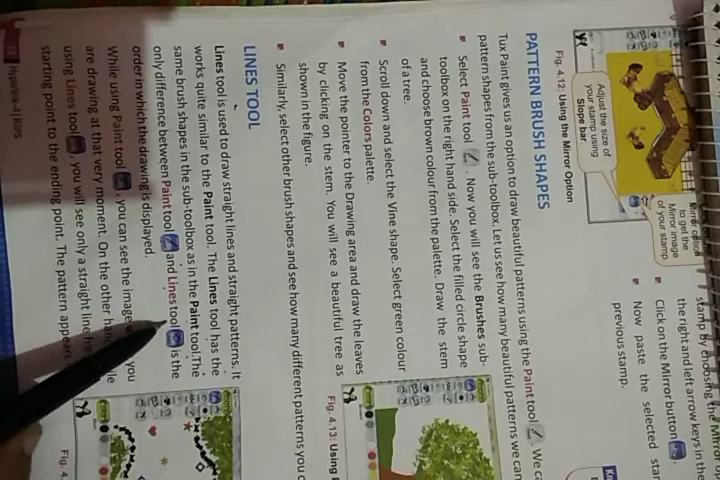 stamp by choosing the Mirror
the right and left arrow keys in the
Click on the Mirror button
Now paste the selected
previous stamp.
Mirror option
to get the
Mirror image
of your stamp
Adjust the size of
your stamp using
Slope bar
Fig. 4.12: Using the Mirror Option
PATTERN BRUSH SHAPES
Tux Paint gives us an option to draw beautiful patterns using the Paint tool. We
pattern shapes from the sub-toolbox. Let us see how many beautiful patterns we can
Select Paint tool. Now you will see the Brushes sub-
toolbox on the right hand side. Select the filled circle shape
and choose brown colour from the palette. Draw the stem
of a tree.
Scroll down and select the Vine shape. Select green colour
from the Colors palette.
Move the pointer to the Drawing area and draw the leaves
by clicking on the stem. You will see a beautiful tree as
shown in the figure.
Similarly, select other brush shapes and see how many different patterns you
Fig. 4.13: Using
LINES TOOL
Lines tool is used to draw straight lines and straight patterns. It
works quite similar to the Paint tool. The Lines tool has the
same brush shapes in the sub-toolbox as in the Paint tool. The
only difference between Paint tool and Lines tool is the
order in which the drawing is displayed.
While using Paint tool, you can see the image you
are drawing at that very moment. On the other
using Lines tool, you will see only a straight line
starting point to the ending point. The pattern appears
Fig. 4.
Hyperlink-4|Kips